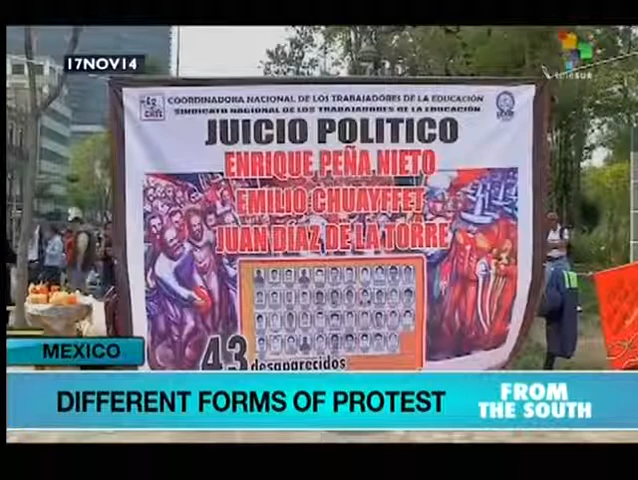 17NOV14
teleSUR
COORDINADORA NACIONAL DE LOS TRABAJADORES DE LA EDUCACIÓN
SINDICATO NACIONAL DE LOS TRABAJADORES DE LA EDUCACIÓN
JUICIO POLITICO
ENRIQUE PEÑA NIETO
EMILIO CHUAYFFET
JUAN DIAZ DE LA TORRE
43 desaparecidos
MEXICO
DIFFERENT FORMS OF PROTEST
FROM
THE SOUTH